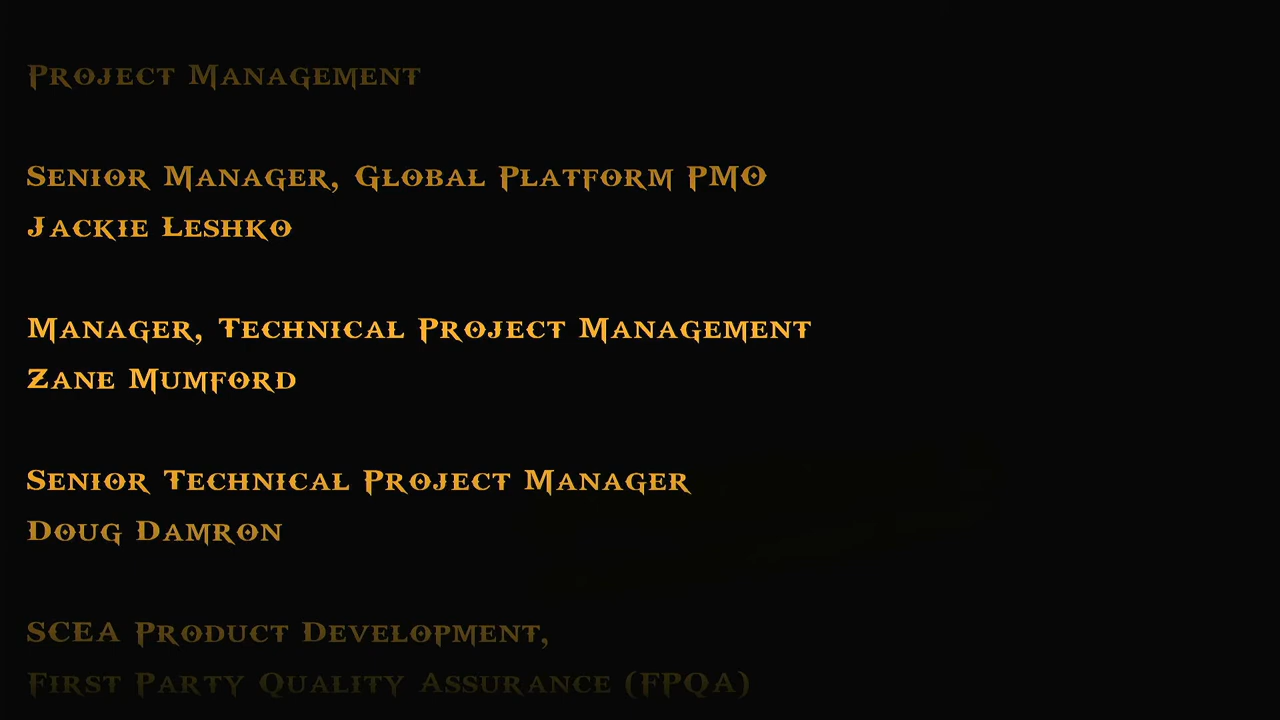 Project Management
Senior Manager, Global Platform PMO
Jackie Leshko
Manager, Technical Project Management
Zane Mumford
Senior Technical Project Manager
Doug Damron
SCEA Product Development,
First Party Quality Assurance (FPQA)